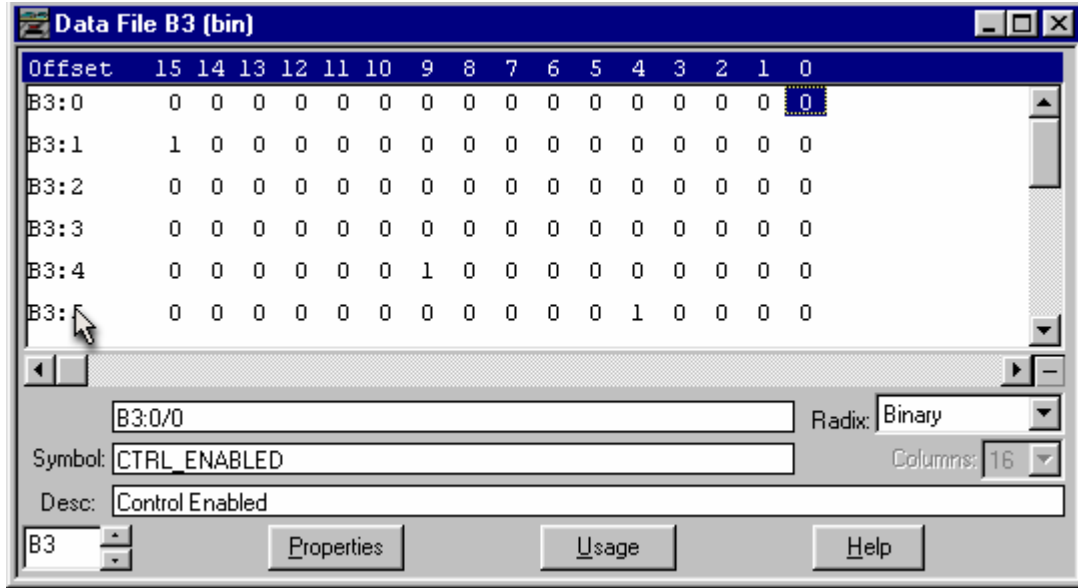 Data File B3 (bin)
Offset 15 14 13 12 11 10 9 8 7 6 5 4 3 2 1 0
B3:0 0 0 0 0 0 0 0 0 0 0 0 0 0 0 0 0
B3:1 1 0 0 0 0 0 0 0 0 0 0 0 0 0 0 0
B3:2 0 0 0 0 0 0 0 0 0 0 0 0 0 0 0 0
B3:3 0 0 0 0 0 0 0 0 0 0 0 0 0 0 0 0
B3:4 0 0 0 0 0 0 1 0 0 0 0 0 0 0 0 0
B3: 0 0 0 0 0 0 0 0 0 0 0 1 0 0 0 0
B3:0/0 Radix: Binary
Symbol: CTRL_ENABLED Columns: 16
Desc: Control Enabled
B3 Properties Usage Help